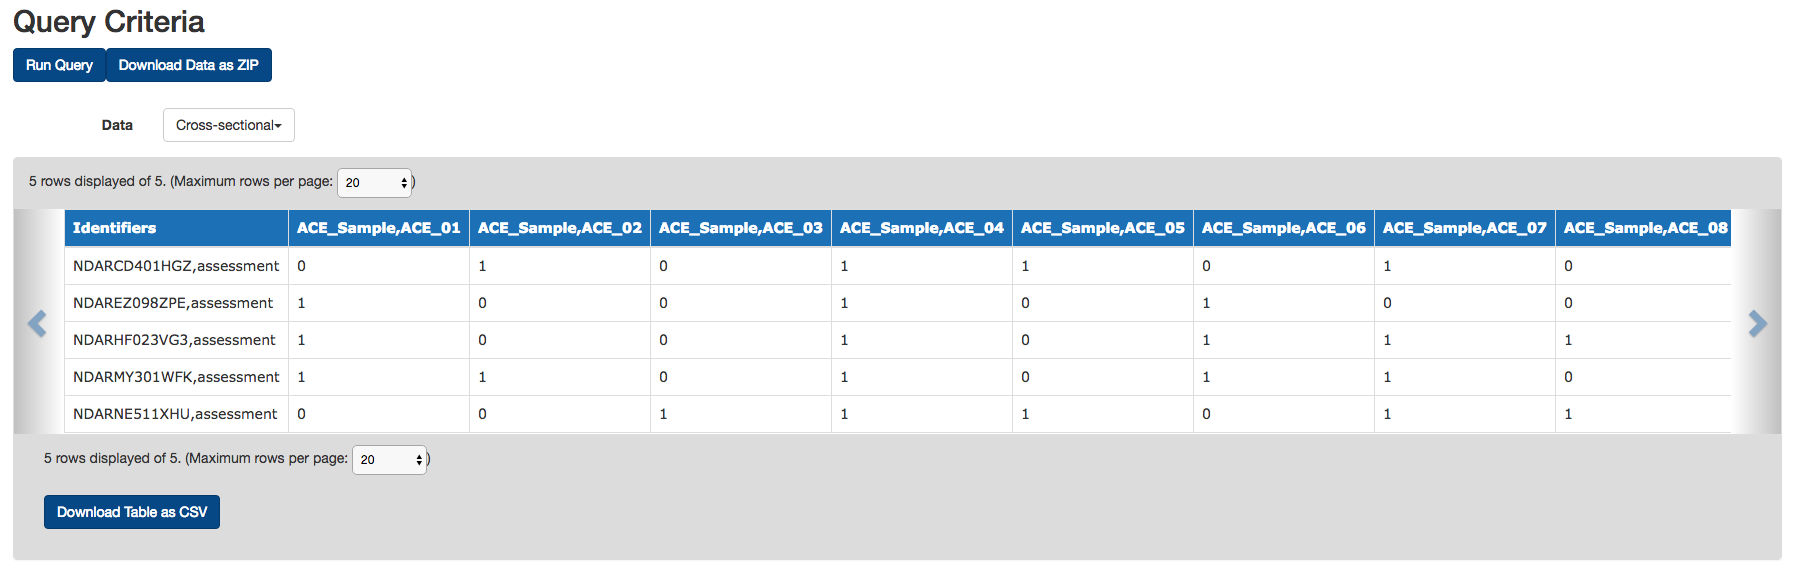 Query Criteria
Run Query Download Data as ZIP
Data Cross-sectional
5 rows displayed of 5. (Maximum rows per page: 20 )
Identifiers ACE_Sample,ACE_01 ACE_Sample,ACE_02 ACE_Sample,ACE_03 ACE_Sample,ACE_04 ACE_Sample,ACE_05 ACE_Sample,ACE_06 ACE_Sample,ACE_07 ACE_Sample,ACE_08
NDARCD401HGZ,assessment 0 1 0 1 1 0 1 0
NDAREZ098ZPE,assessment 1 0 0 1 0 1 0 0
NDARHF023VG3,assessment 1 0 0 1 0 1 1 1
NDARMY301WFK,assessment 1 1 0 1 0 1 1 0
NDARNE511XHU,assessment 0 0 1 1 1 0 1 1
5 rows displayed of 5. (Maximum rows per page: 20 )
Download Table as CSV